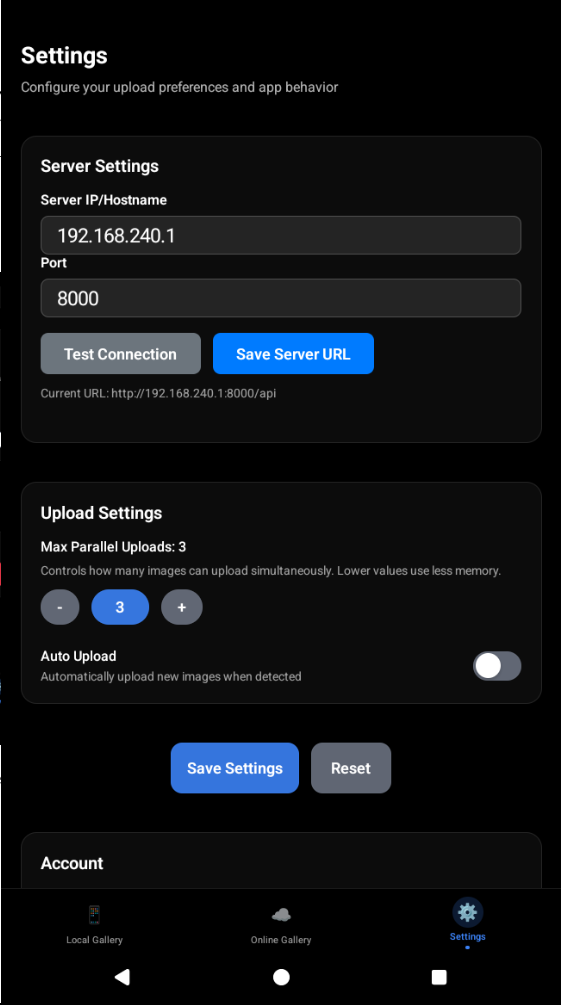 Settings
Configure your upload preferences and app behavior
Server Settings
Server IP/Hostname
192.168.240.1
Port
8000
Test Connection
Save Server URL
Current URL: http://192.168.240.1:8000/api
Upload Settings
Max Parallel Uploads: 3
Controls how many images can upload simultaneously. Lower values use less memory.
- 3 +
Auto Upload
Automatically upload new images when detected
Save Settings
Reset
Account
Local Gallery
Online Gallery
Settings